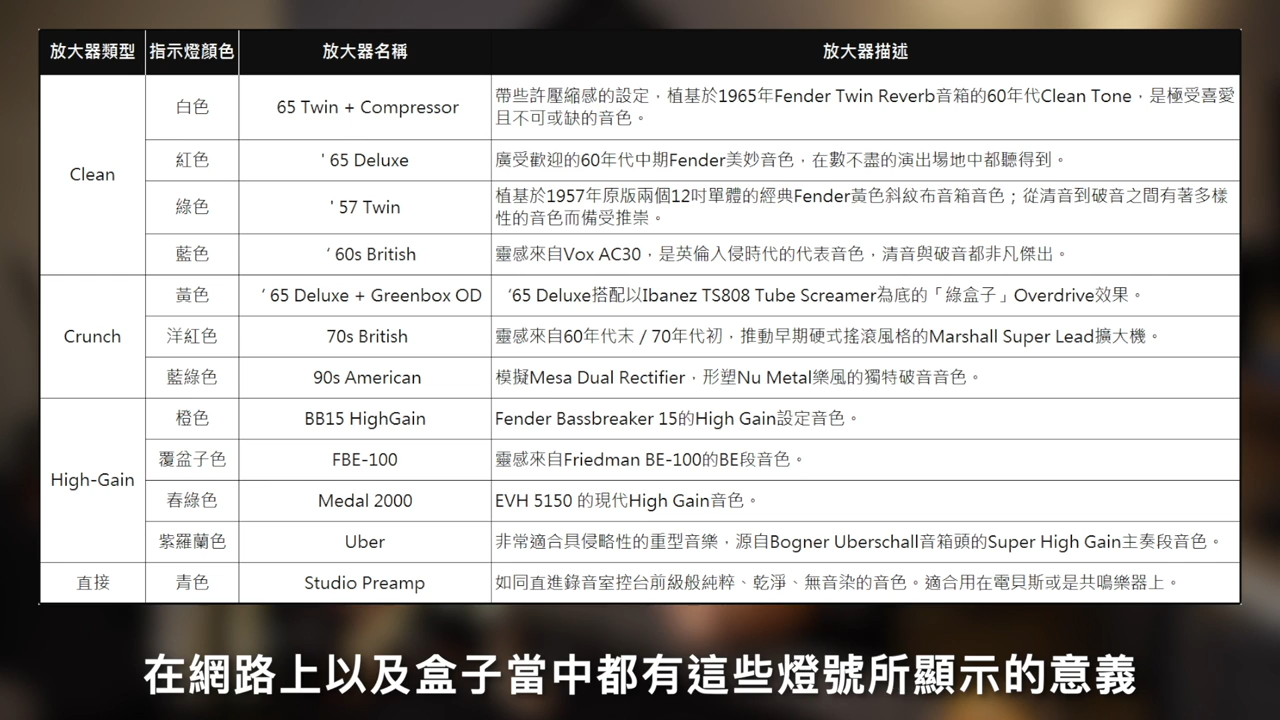 放大器類型 指示燈顏色 放大器名稱 放大器描述
Clean
白色 65 Twin + Compressor 帶些許壓縮感的設定，植基於1965年Fender Twin Reverb音箱的60年代Clean Tone，是極受喜愛
且不可或缺的音色。
紅色 ' 65 Deluxe 廣受歡迎的60年代中期Fender美妙音色，在數不盡的演出場地中都聽得到。
綠色 ' 57 Twin 植基於1957年原版兩個12吋單體的經典Fender黃色斜紋布音箱音色；從清音到破音之間有著多樣
性的音色而備受推崇。
藍色 ‘ 60s British 靈感來自Vox AC30，是英倫入侵時代的代表音色，清音與破音都非凡傑出。
Crunch
黃色 ‘ 65 Deluxe + Greenbox OD ‘65 Deluxe搭配以Ibanez TS808 Tube Screamer為底的「綠盒子」Overdrive效果。
洋紅色 70s British 靈感來自60年代末 / 70年代初，推動早期硬式搖滾風格的Marshall Super Lead擴大機。
藍綠色 90s American 模擬Mesa Dual Rectifier，形塑Nu Metal樂風的獨特破音音色。
High-Gain
橙色 BB15 HighGain Fender Bassbreaker 15的High Gain設定音色。
覆盆子色 FBE-100 靈感來自Friedman BE-100的BE段音色。
春綠色 Medal 2000 EVH 5150 的現代High Gain音色。
紫羅蘭色 Uber 非常適合具侵略性的重型音樂，源自Bogner Uberschall音箱頭的Super High Gain主奏段音色。
直接 青色 Studio Preamp 如同直進錄音室控台前級般純粹、乾淨、無音染的音色。適合用在電貝斯或是共鳴樂器上。
在網路上以及盒子當中都有這些燈號所顯示的意義